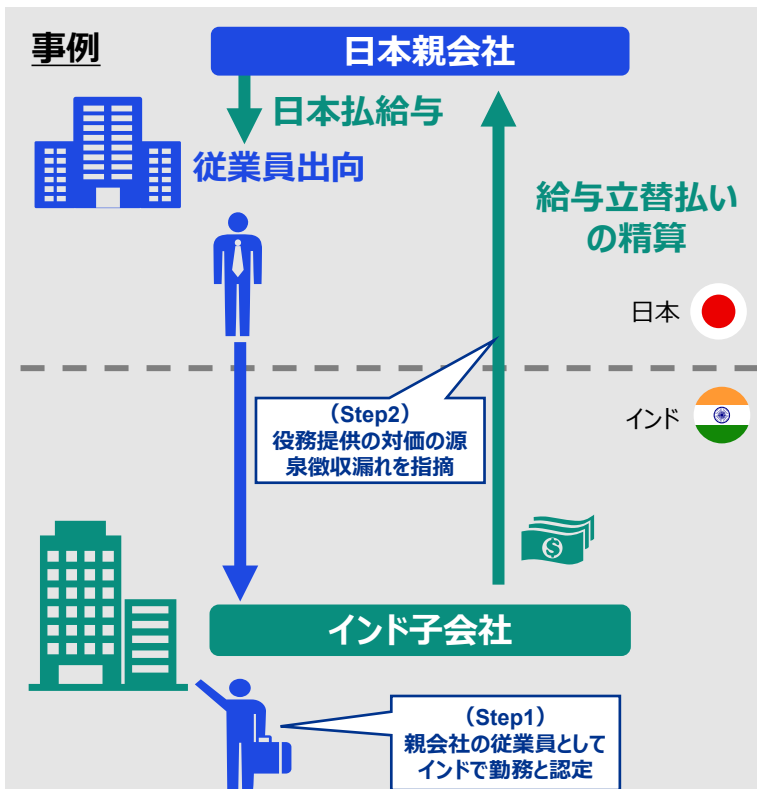 事例
日本親会社
日本払給与
従業員出向
給与立替払い
の精算
日本
インド
（Step2）
役務提供の対価の源
泉徴収漏れを指摘
インド子会社
（Step1）
親会社の従業員として
インドで勤務と認定